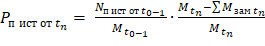 Pп ист от tn = Nп ист от t0−1 / Mt0−1 · Mtn−∑Mзам tn / Mtn